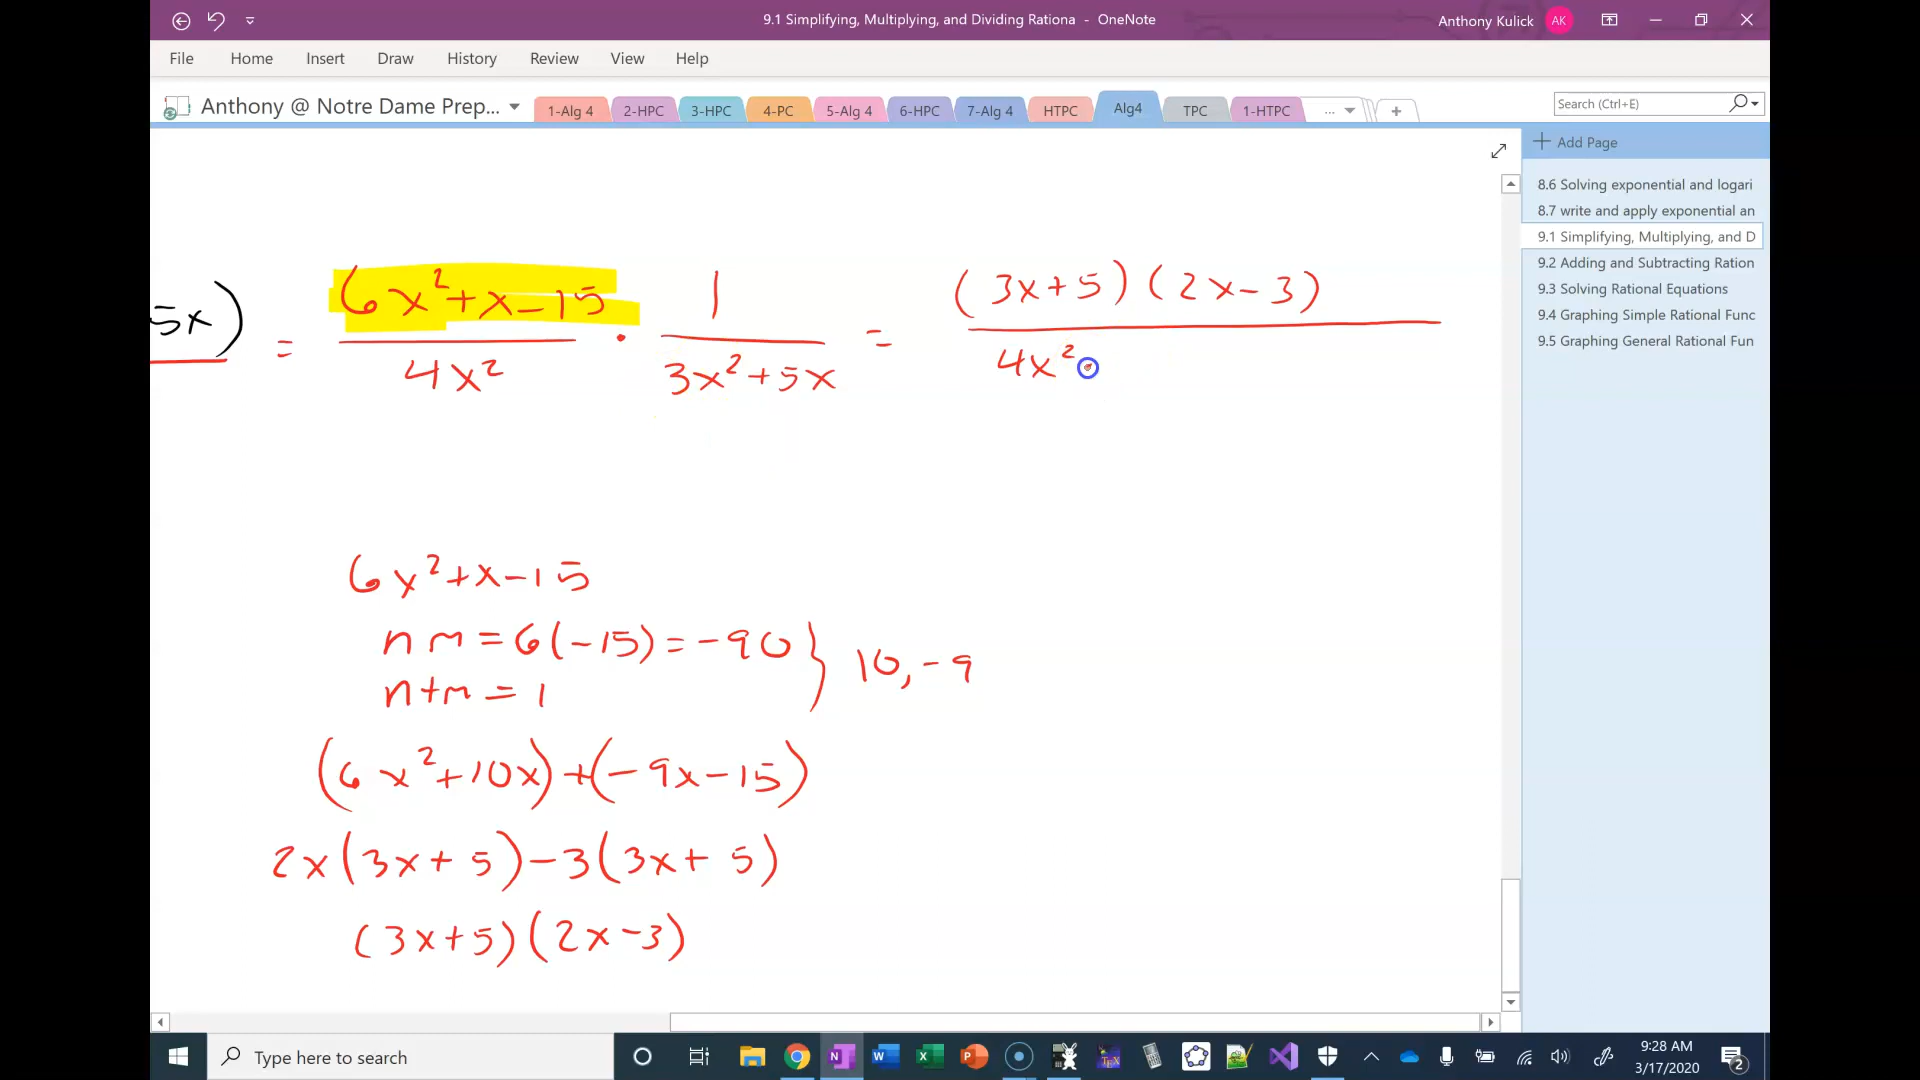 9.1 Simplifying, Multiplying, and Dividing Rationa - OneNote
Anthony Kulick AK
File Home Insert Draw History Review View Help
Anthony @ Notre Dame Prep... 1-Alg 4 2-HPC 3-HPC 4-PC 5-Alg 4 6-HPC 7-Alg 4 HTPC Alg4 TPC 1-HTPC ... Search (Ctrl+E)
Add Page
8.6 Solving exponential and logari
8.7 write and apply exponential an
9.1 Simplifying, Multiplying, and D
9.2 Adding and Subtracting Ration
9.3 Solving Rational Equations
9.4 Graphing Simple Rational Func
9.5 Graphing General Rational Fun
6x²+x-15 1 (3x+5)(2x-3)
5x) = · =
4x² 3x²+5x 4x²
6x²+x-15
nm = 6(-15) = -90
n+m = 1 } 10, -9
(6x²+10x)+(-9x-15)
2x(3x+5)-3(3x+5)
(3x+5)(2x-3)
Type here to search
9:28 AM
3/17/2020
2